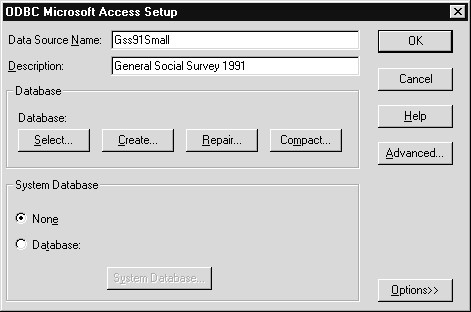 ODBC Microsoft Access Setup
Data Source Name: Gss91Small
OK
Description: General Social Survey 1991
Cancel
Database
Database:
Select... Create... Repair... Compact...
Help
Advanced...
System Database
None
Database:
System Database...
Options>>